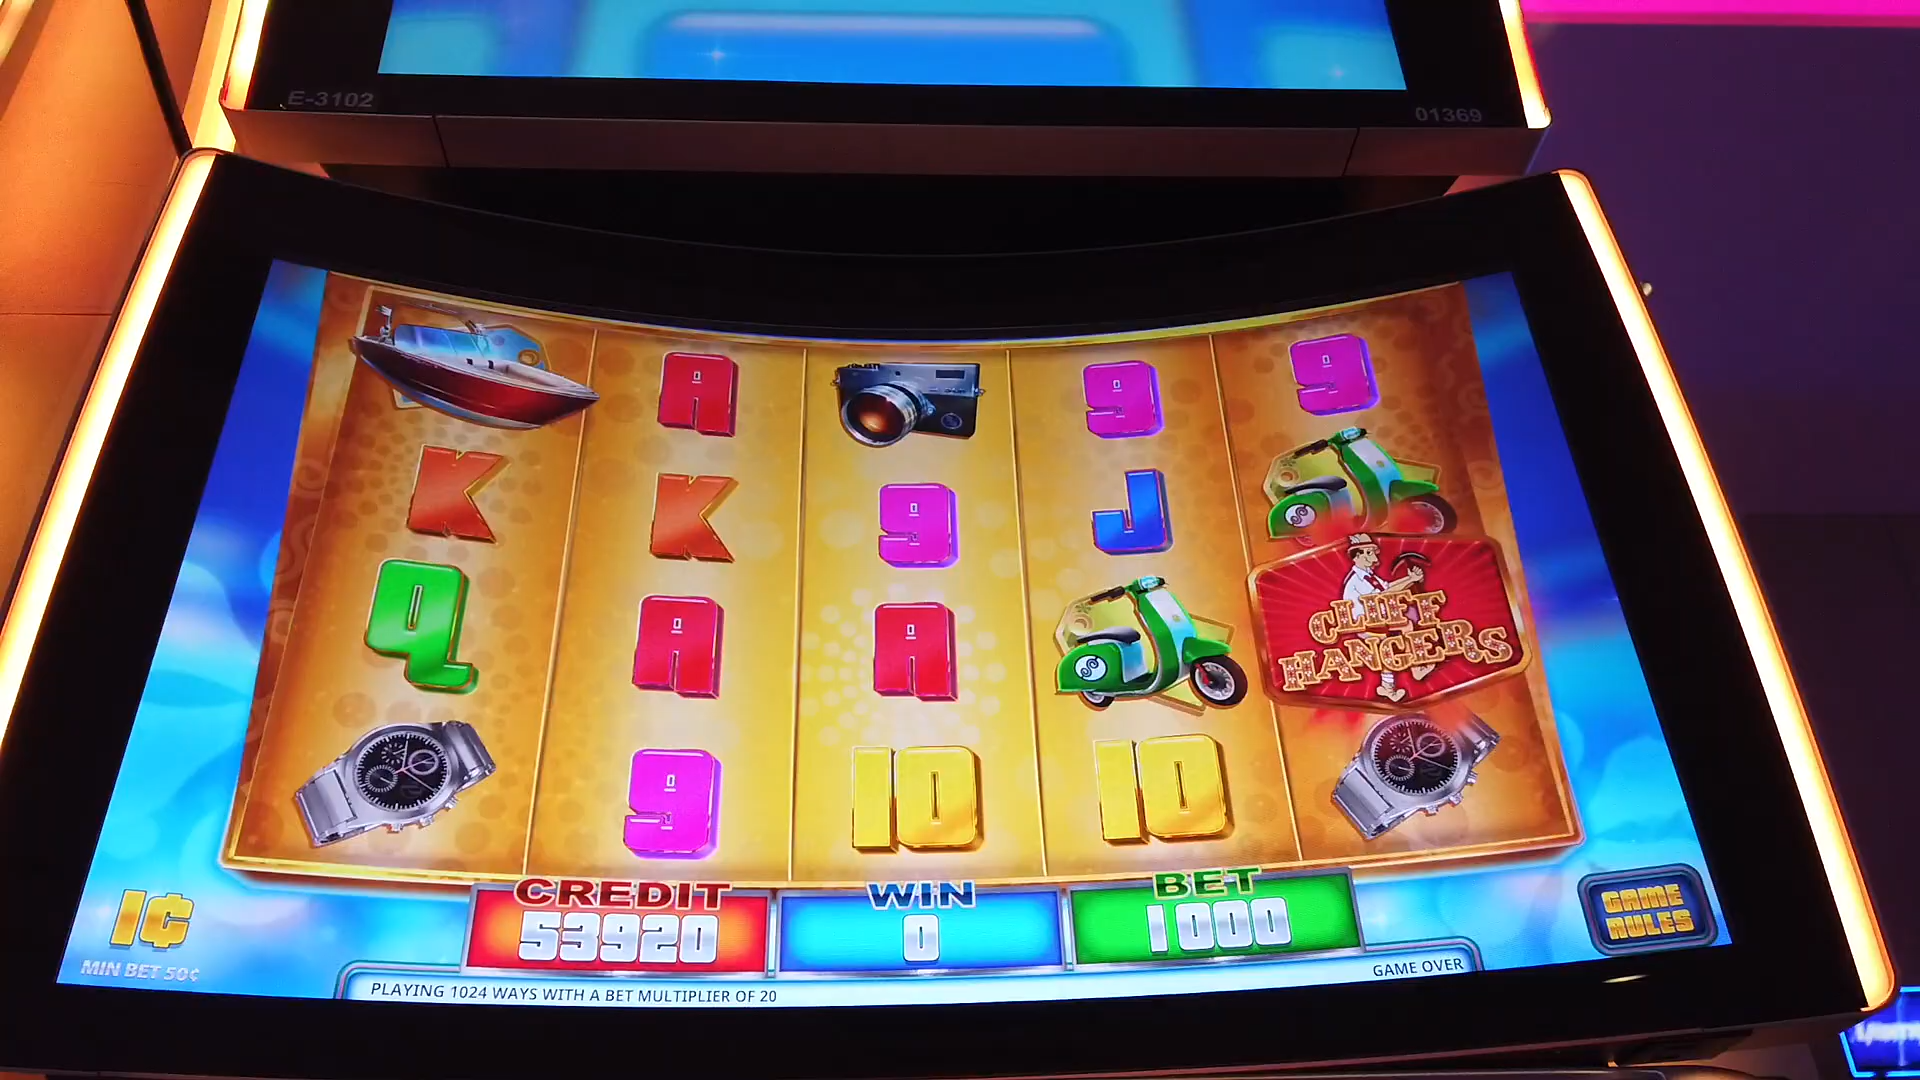 E-3102
01369
A
9
9
K
K
9
J
Q
A
A
CLIFF
HANGERS
9
10
10
1¢
MIN BET 50¢
CREDIT
53920
WIN
0
BET
1000
GAME
RULES
GAME OVER
PLAYING 1024 WAYS WITH A BET MULTIPLIER OF 20